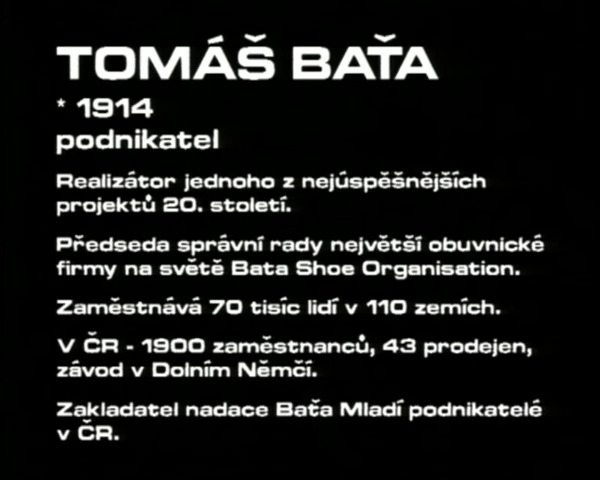 TOMÁŠ BAŤA
* 1914
podnikatel
Realizátor jednoho z nejúspěšnějších
projektů 20. století.
Předseda správní rady největší obuvnické
firmy na světě Bata Shoe Organisation.
Zaměstnává 70 tisíc lidí v 110 zemích.
V ČR - 1900 zaměstnanců, 43 prodejen,
závod v Dolním Němčí.
Zakladatel nadace Baťa Mladí podnikatelé
v ČR.